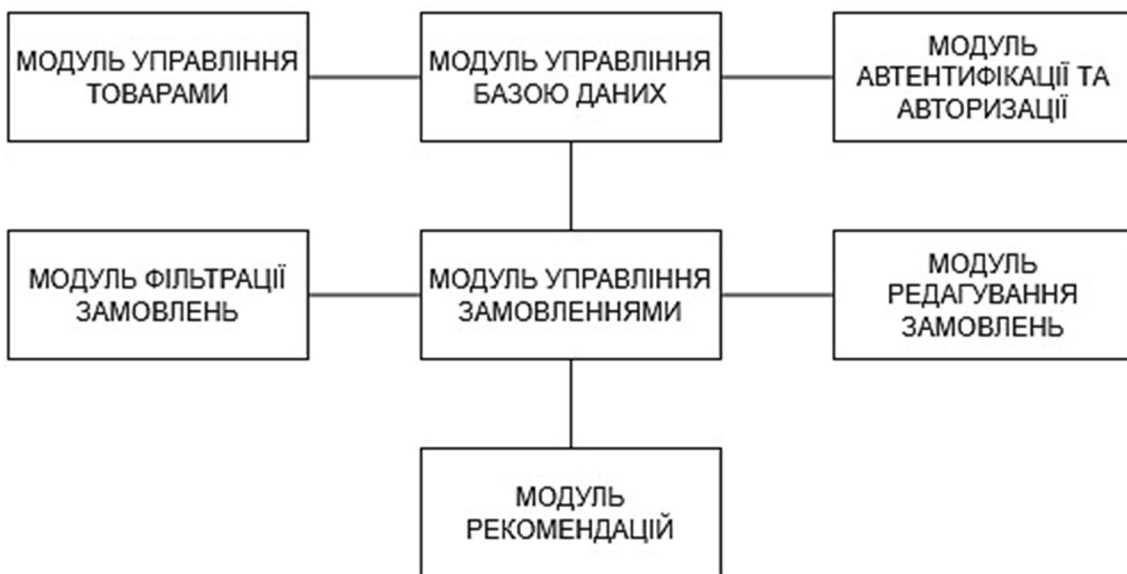 МОДУЛЬ УПРАВЛІННЯ
ТОВАРАМИ
МОДУЛЬ УПРАВЛІННЯ
БАЗОЮ ДАНИХ
МОДУЛЬ
АВТЕНТИФІКАЦІЇ ТА
АВТОРИЗАЦІЇ
МОДУЛЬ ФІЛЬТРАЦІЇ
ЗАМОВЛЕНЬ
МОДУЛЬ УПРАВЛІННЯ
ЗАМОВЛЕННЯМИ
МОДУЛЬ
РЕДАГУВАННЯ
ЗАМОВЛЕНЬ
МОДУЛЬ
РЕКОМЕНДАЦІЙ